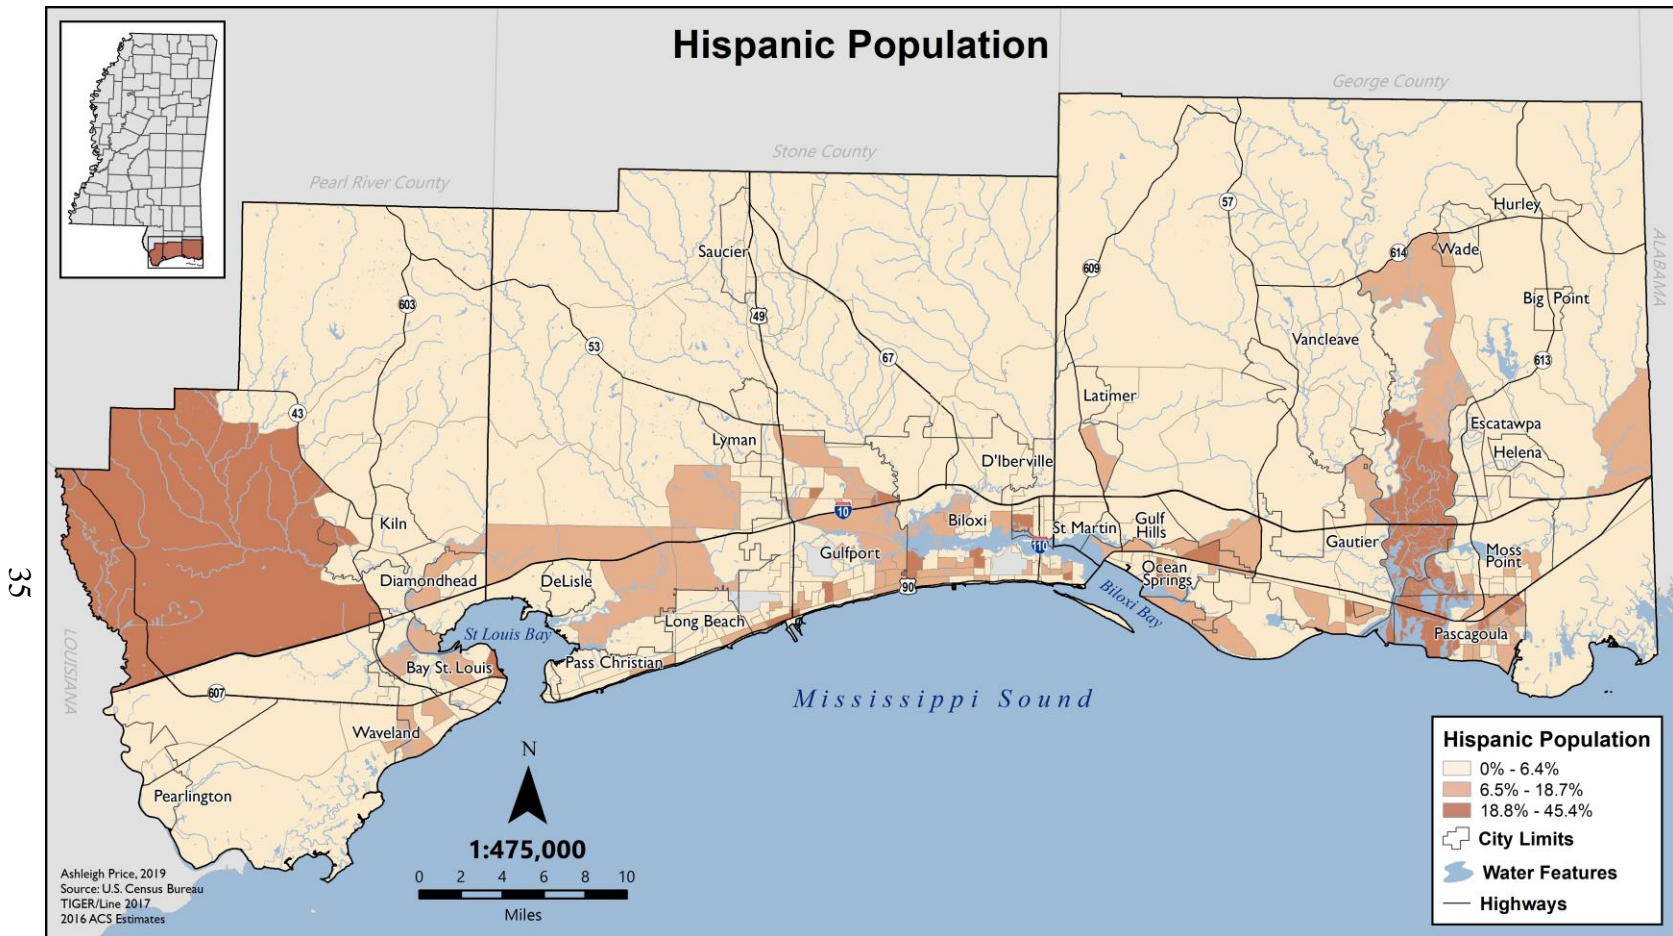 Hispanic Population
George County
Stone County
Pearl River County
Hurley
57
Saucier
614
Wade
ALABAMA
609
603
49
Big Point
53
Vancleave
67
613
Latimer
43
Escatawpa
Lyman
Helena
D'Iberville
10
Biloxi
St Martin
Gulf
Hills
Kiln
Gautier
110
Gulfport
Moss
Point
35
Diamondhead
DeLisle
Ocean
Springs
90
Biloxi Bay
Long Beach
St Louis Bay
Pascagoula
LOUISIANA
Pass Christian
Bay St. Louis
607
Mississippi Sound
Waveland
N
Pearlington
1:475,000
0 2 4 6 8 10
Miles
Ashleigh Price, 2019
Source: U.S. Census Bureau
TIGER/Line 2017
2016 ACS Estimates
Hispanic Population
0% - 6.4%
6.5% - 18.7%
18.8% - 45.4%
City Limits
Water Features
Highways